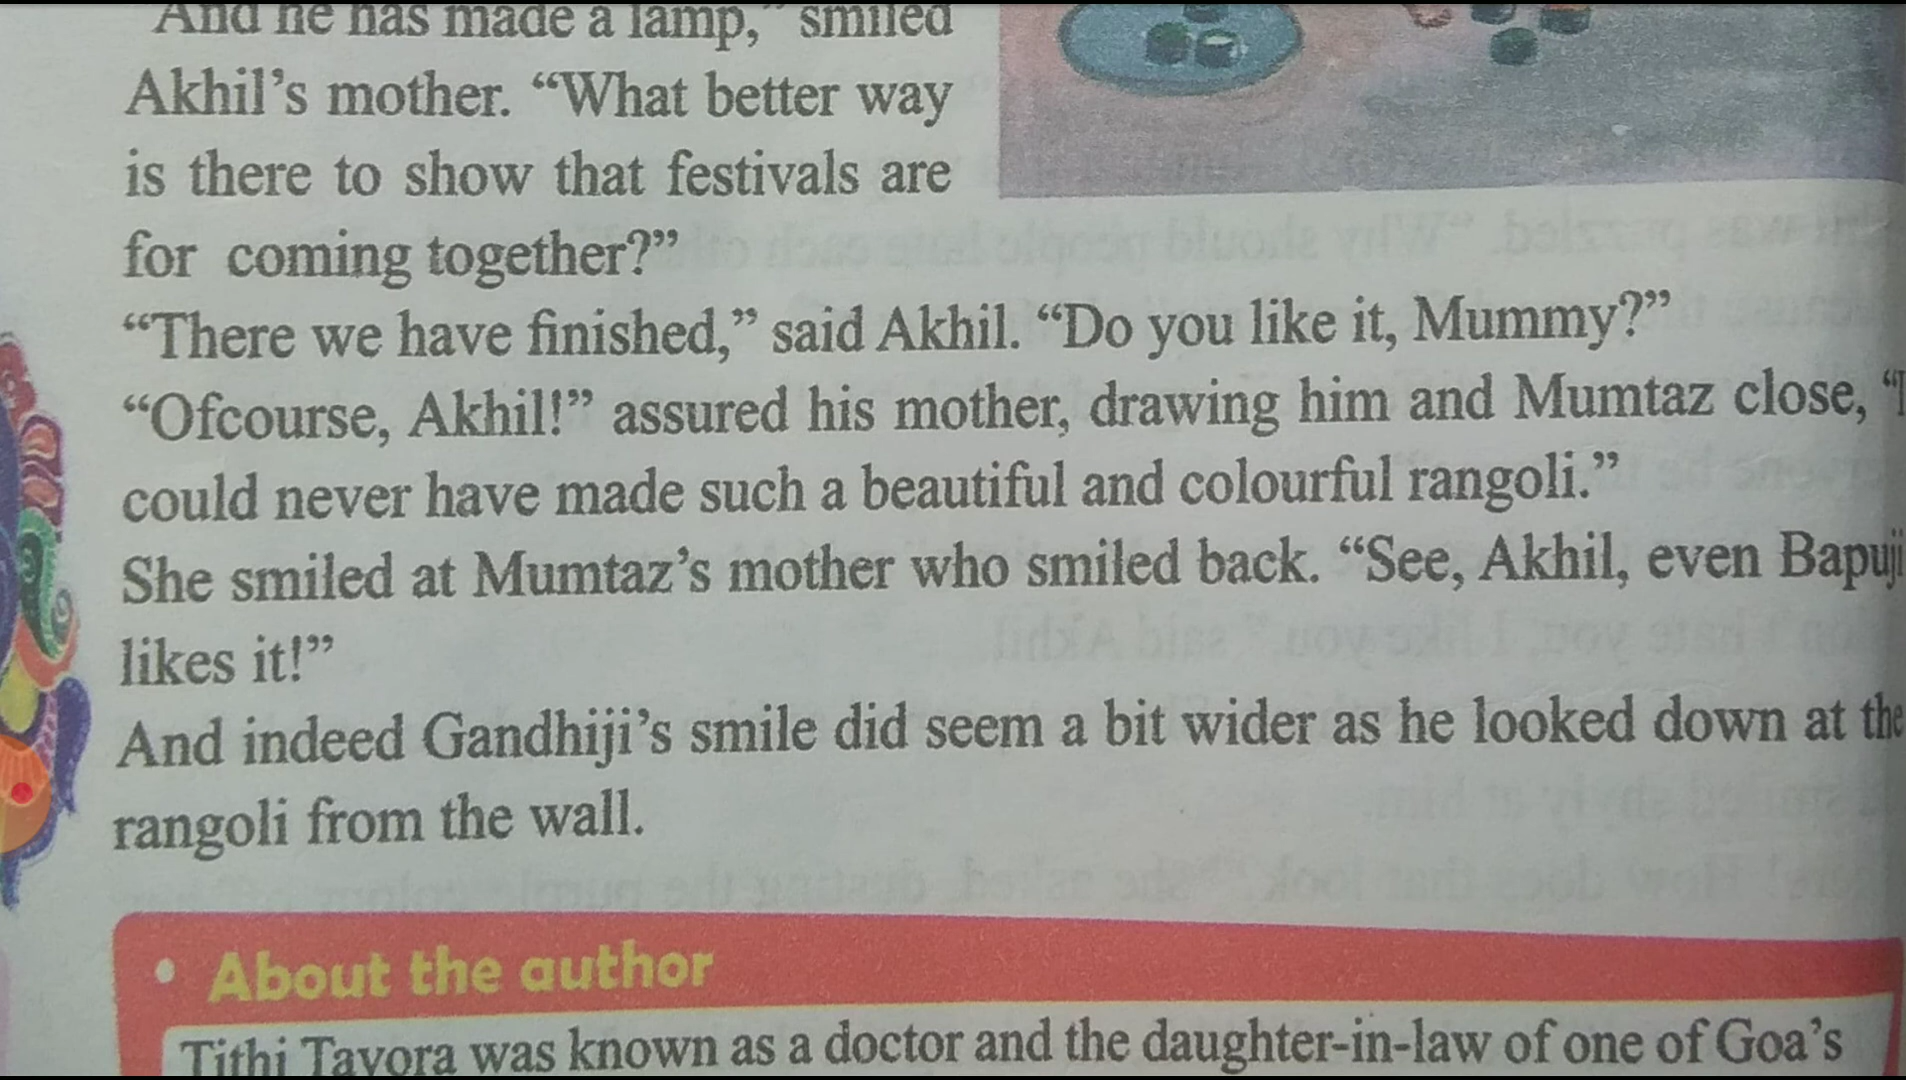 "And he has made a lamp," smiled
Akhil's mother. "What better way
is there to show that festivals are
for coming together?"
"There we have finished," said Akhil. "Do you like it, Mummy?"
"Ofcourse, Akhil!" assured his mother, drawing him and Mumtaz close, "I
could never have made such a beautiful and colourful rangoli."
She smiled at Mumtaz's mother who smiled back. "See, Akhil, even Bapuji
likes it!"
And indeed Gandhiji's smile did seem a bit wider as he looked down at the
rangoli from the wall.
• About the author
Tithi Tavora was known as a doctor and the daughter-in-law of one of Goa's